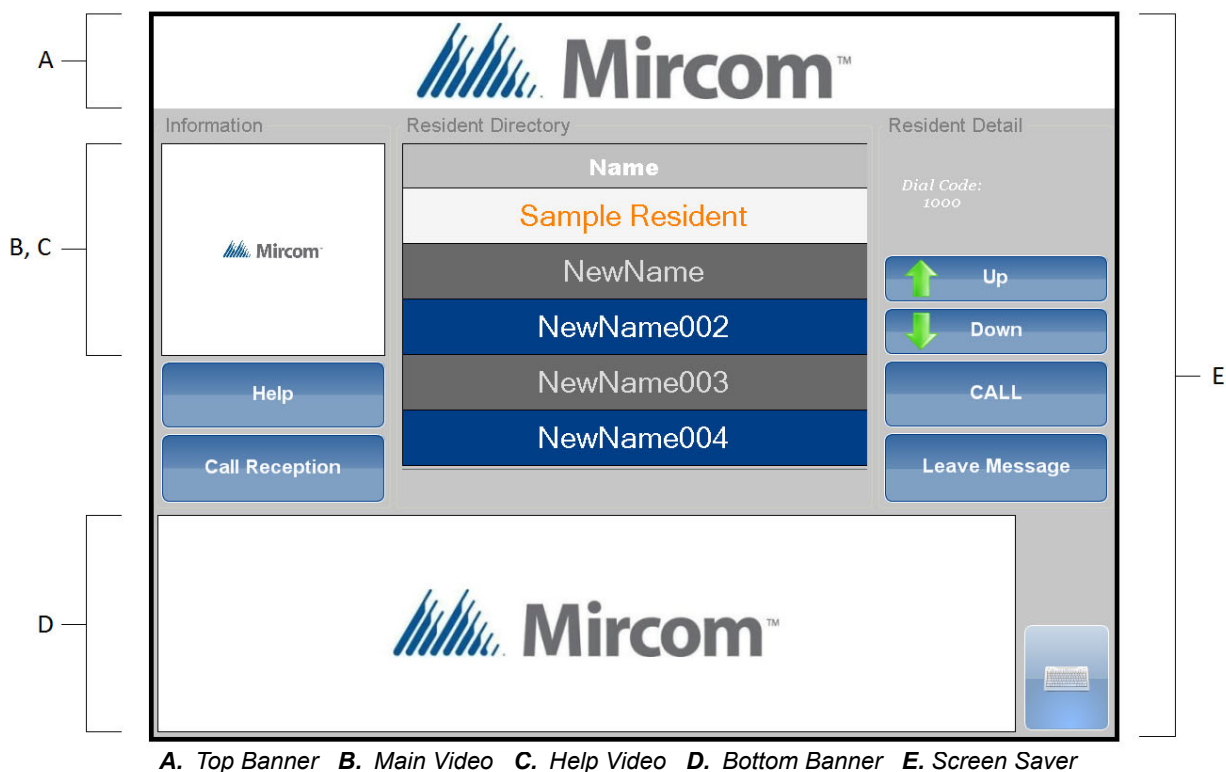 A
Mircom™
Information
Resident Directory
Resident Detail
B, C
Mircom™
Name
Sample Resident
NewName
NewName002
NewName003
NewName004
Dial Code:
1000
Up
Down
CALL
Leave Message
Help
Call Reception
E
D
Mircom™
A. Top Banner B. Main Video C. Help Video D. Bottom Banner E. Screen Saver